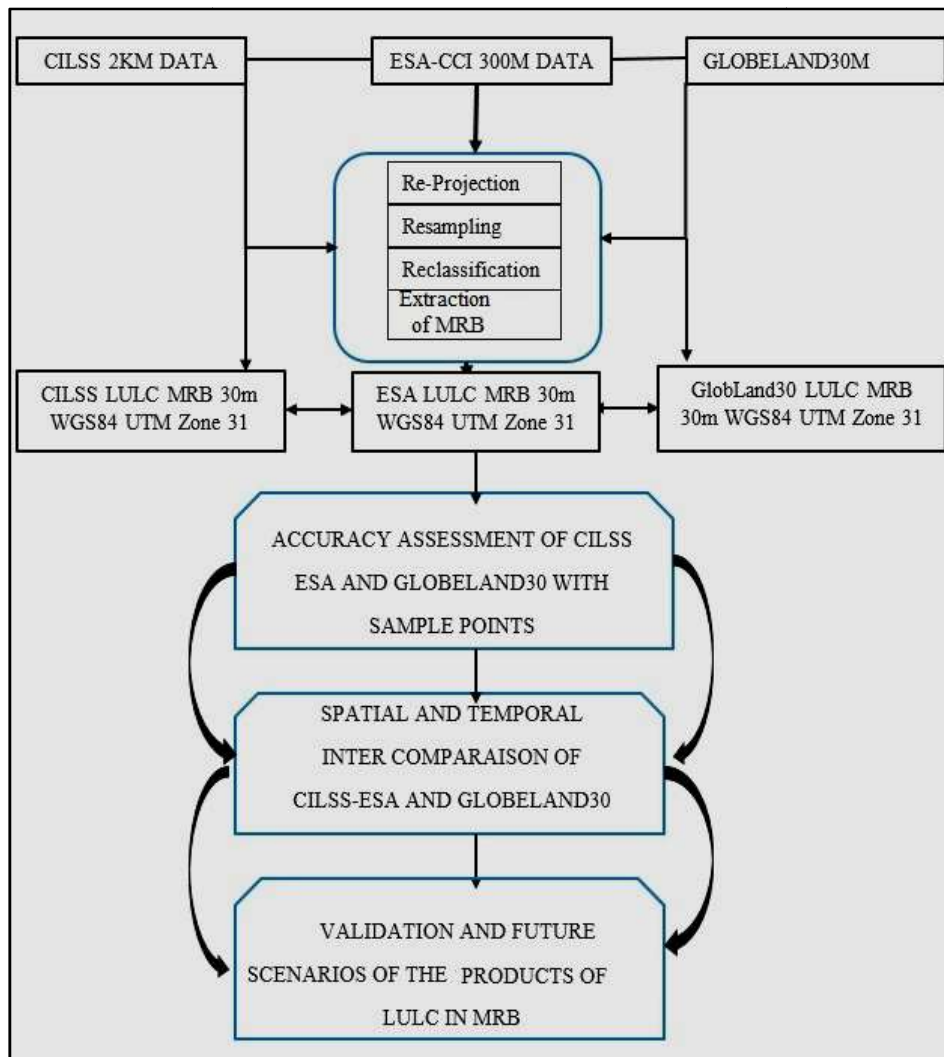 CILSS 2KM DATA
ESA-CCI 300M DATA
GLOBELAND30M
Re-Projection
Resampling
Reclassification
Extraction
of MRB
CILSS LULC MRB 30m
WGS84 UTM Zone 31
ESA LULC MRB 30m
WGS84 UTM Zone 31
GlobLand30 LULC MRB
30m WGS84 UTM Zone 31
ACCURACY ASSESSMENT OF CILSS
ESA AND GLOBELAND30 WITH
SAMPLE POINTS
SPATIAL AND TEMPORAL
INTER COMPARAISON OF
CILSS-ESA AND GLOBELAND30
VALIDATION AND FUTURE
SCENARIOS OF THE PRODUCTS OF
LULC IN MRB